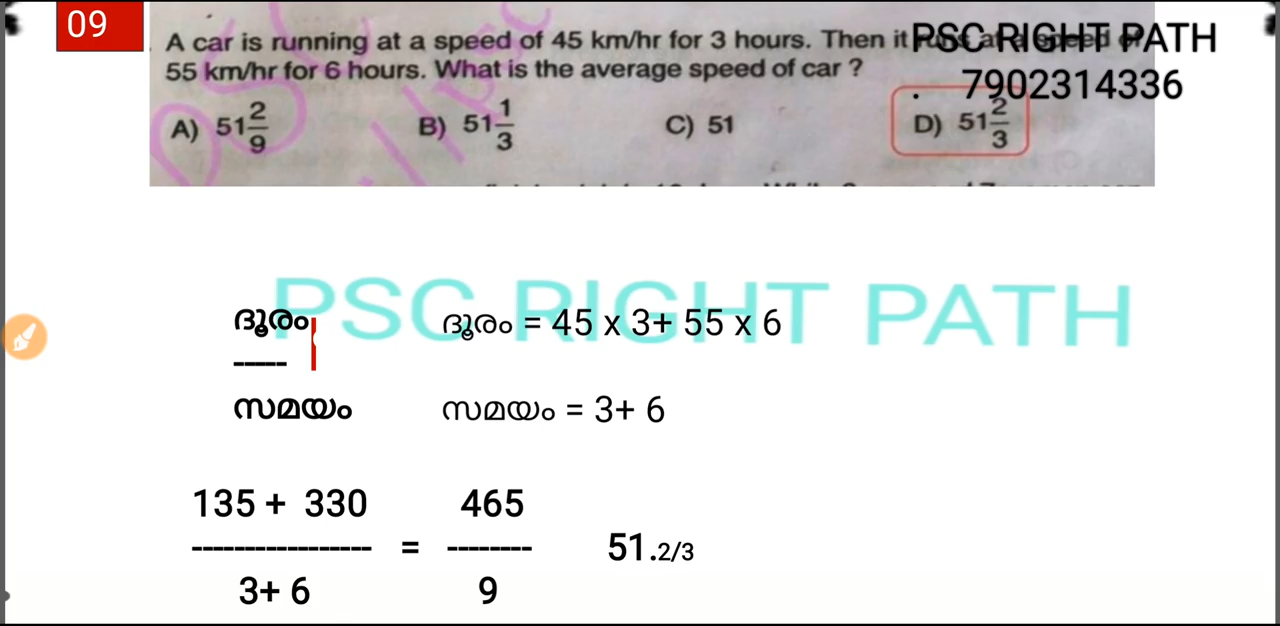 09
A car is running at a speed of 45 km/hr for 3 hours. Then it
PSC RIGHT PATH
55 km/hr for 6 hours. What is the average speed of car ?
7902314336
A) 51 2/9 B) 51 1/3 C) 51 D) 51 2/3
PSC RIGHT PATH
ദൂരം ദൂരം = 45 x 3+ 55 x 6
-----
സമയം സമയം = 3+ 6
135 + 330 465
----------------- = -------- 51.2/3
3+ 6 9